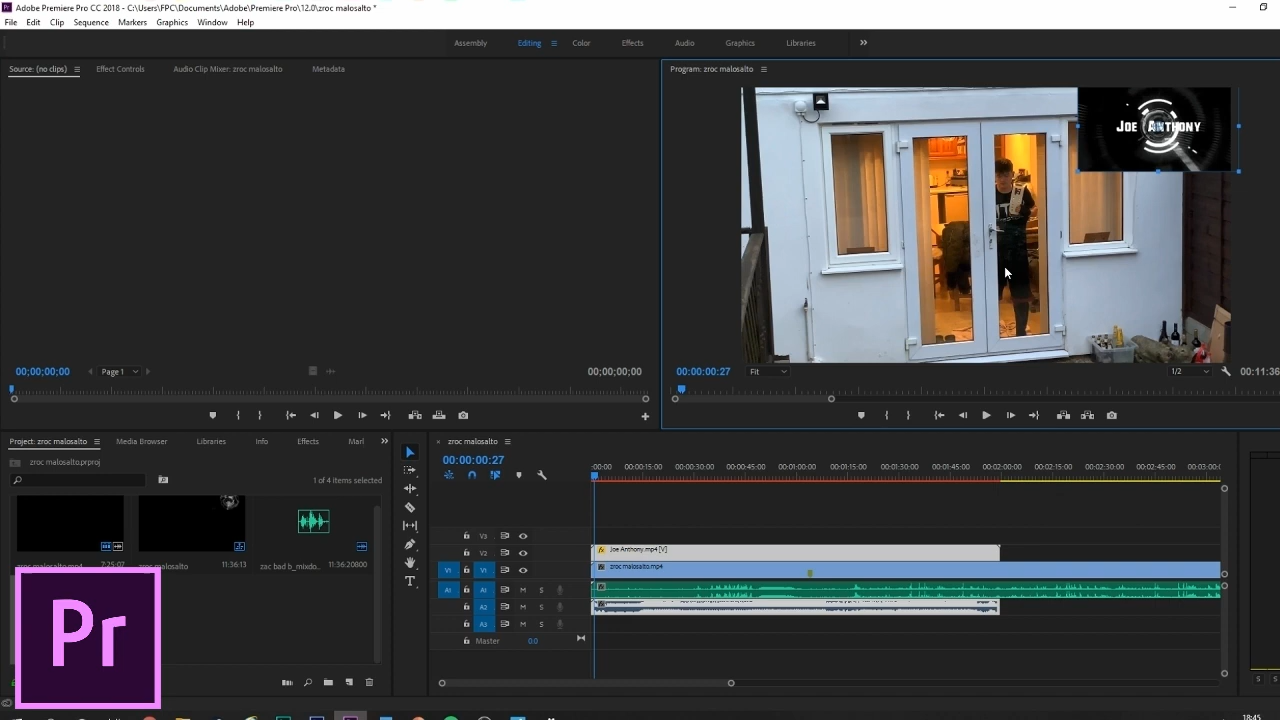 Adobe Premiere Pro CC 2018 - C:\Users\FPC\Documents\Adobe\Premiere Pro\12.0\zroc malosalto *
File Edit Clip Sequence Markers Graphics Window Help
Assembly Editing Color Effects Audio Graphics Libraries
Source: (no clips) Effect Controls Audio Clip Mixer: zroc malosalto Metadata
Program: zroc malosalto
Joe Anthony
00;00;00;00 Page 1 00;00;00;00
00:00:00:27 Fit 1/2 00:11:36
Project: zroc malosalto Media Browser Libraries Info Effects Marl
zroc malosalto.prproj
1 of 4 items selected
zroc malosalto.mp4 7:25:07 zroc malosalto 11:36:13 zac bad b_mixdo... 11:36:20800
zroc malosalto
00:00:00:27
:00:00 00:00:15:00 00:00:30:00 00:00:45:00 00:01:00:00 00:01:15:00 00:01:30:00 00:01:45:00 00:02:00:00 00:02:15:00 00:02:30:00 00:02:45:00 00:03:00:0
V3
V2 Joe Anthony.mp4 [V]
V1 V1 zroc malosalto.mp4
A1 A1 M S
A2 M S
A3 M S
Master 0.0
S S
Pr
18:45